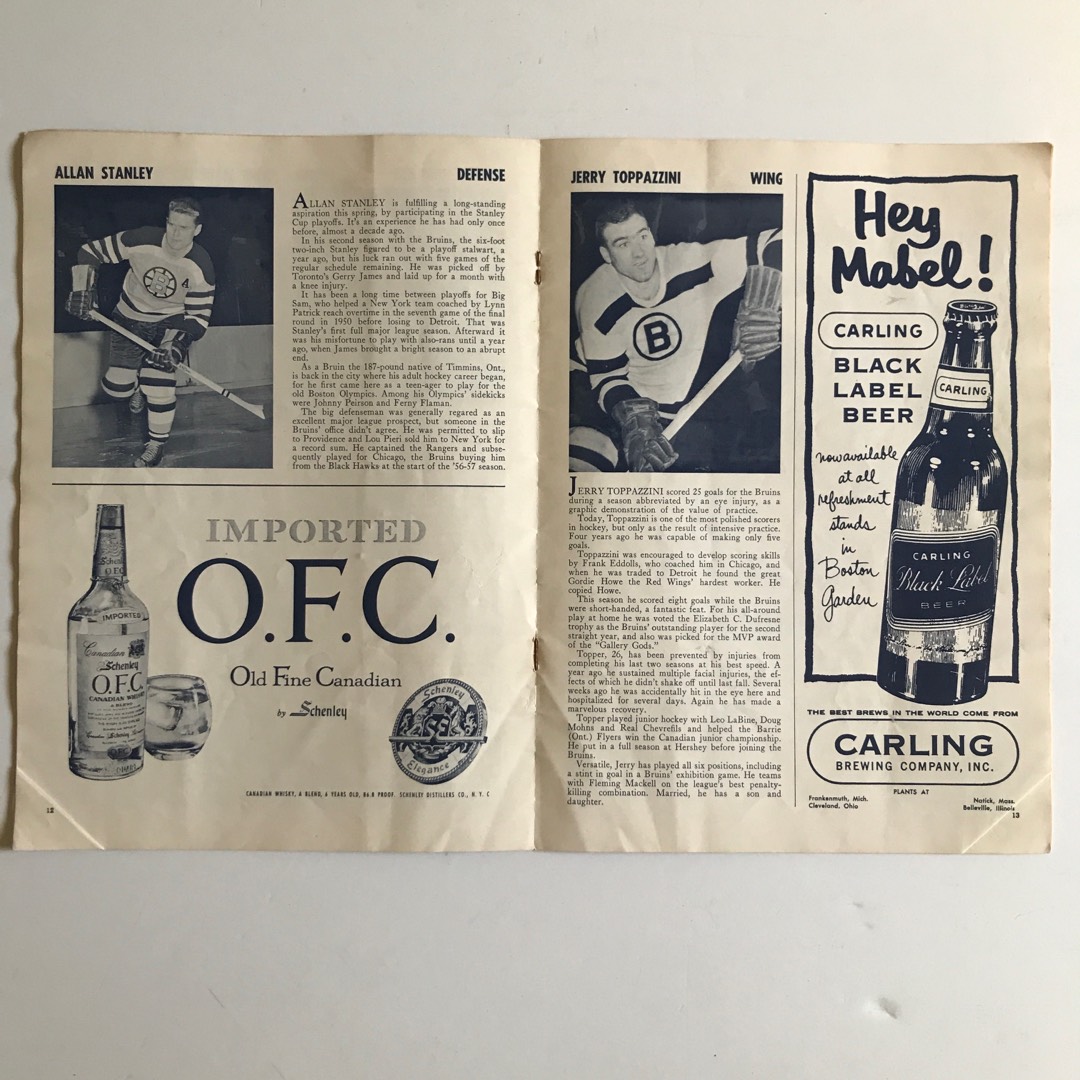 ALLAN STANLEY DEFENSE
ALLAN STANLEY is fulfilling a long-standing
aspiration this spring, by participating in the Stanley
Cup playoffs. It's an experience he has had only once
before, almost a decade ago.
In his second season with the Bruins, the six-foot
two-inch Stanley figured to be a playoff stalwart, a
year ago, but his luck ran out with five games of the
regular schedule remaining. He was picked off by
Toronto's Gerry James and laid up for a month with
a knee injury.
It has been a long time between playoffs for Big
Sam, who helped a New York team coached by Lynn
Patrick reach overtime in the seventh game of the final
round in 1950 before losing to Detroit. That was
Stanley's first full major league season. Afterward it
was his misfortune to play with also-rans until a year
ago, when James brought a bright season to an abrupt
end.
As a Bruin the 187-pound native of Timmins, Ont.,
is back in the city where his adult hockey career began,
for he first came here as a teen-ager to play for the
old Boston Olympics. Among his Olympics' sidekicks
were Johnny Peirson and Ferny Flaman.
The big defenseman was generally regared as an
excellent major league prospect, but someone in the
Bruins' office didn't agree. He was permitted to slip
to Providence and Lou Pieri sold him to New York for
a record sum. He captained the Rangers and subse-
quently played for Chicago, the Bruins buying him
from the Black Hawks at the start of the '56-57 season.
A
IMPORTED
O.F.C.
Old Fine Canadian
by Schenley
IMPORTED
Canadian
Schenley
O.F.C.
CANADIAN WHISKY
A BLEND
Schenley
Elegance
CANADIAN WHISKY, A BLEND, 6 YEARS OLD, 86.8 PROOF. SCHENLEY DISTILLERS CO., N. Y. C
12
JERRY TOPPAZZINI WING
B
JERRY TOPPAZZINI scored 25 goals for the Bruins
during a season abbreviated by an eye injury, as a
graphic demonstration of the value of practice.
Today, Toppazzini is one of the most polished scorers
in hockey, but only as the result of intensive practice.
Four years ago he was capable of making only five
goals.
Toppazzini was encouraged to develop scoring skills
by Frank Eddolls, who coached him in Chicago, and
when he was traded to Detroit he found the great
Gordie Howe the Red Wings' hardest worker. He
copied Howe.
This season he scored eight goals while the Bruins
were short-handed, a fantastic feat. For his all-around
play at home he was voted the Elizabeth C. Dufresne
trophy as the Bruins' outstanding player for the second
straight year, and also was picked for the MVP award
of the "Gallery Gods."
Topper, 26, has been prevented by injuries from
completing his last two seasons at his best speed. A
year ago he sustained multiple facial injuries, the ef-
fects of which he didn't shake off until last fall. Several
weeks ago he was accidentally hit in the eye here and
hospitalized for several days. Again he has made a
marvelous recovery.
Topper played junior hockey with Leo LaBine, Doug
Mohns and Real Chevrefils and helped the Barrie
(Ont.) Flyers win the Canadian junior championship.
He put in a full season at Hershey before joining the
Bruins.
Versatile, Jerry has played all six positions, including
a stint in goal in a Bruins' exhibition game. He teams
with Fleming Mackell on the league's best penalty-
killing combination. Married, he has a son and
daughter.
Hey
Mabel!
CARLING
BLACK
LABEL
BEER
now available
at all
refreshment
stands
in
Boston
Garden
CARLING
CARLING
Black Label
BEER
THE BEST BREWS IN THE WORLD COME FROM
CARLING
BREWING COMPANY, INC.
PLANTS AT
Frankenmuth, Mich. Natick, Mass.
Cleveland, Ohio Belleville, Illinois
13